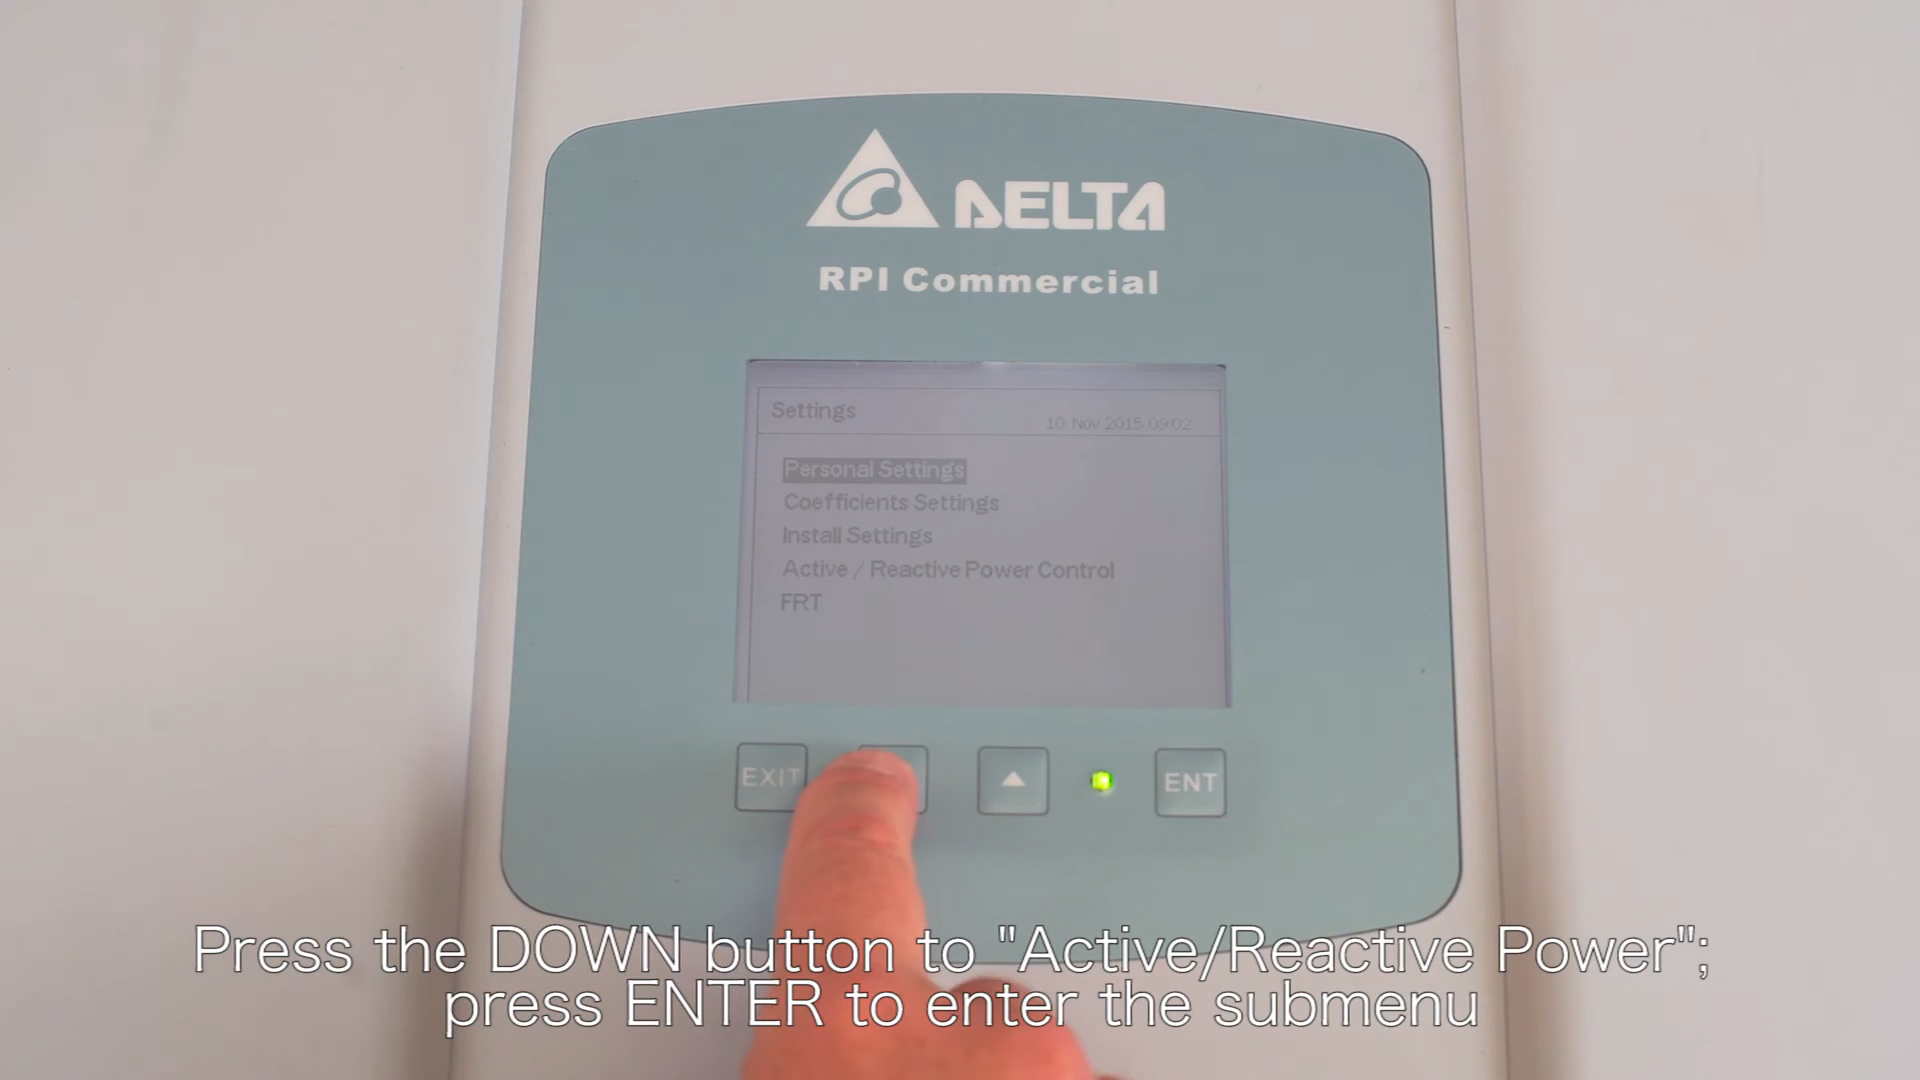 DELTA
RPI Commercial
Settings
10. Nov 2015 09:02
Personal Settings
Coefficients Settings
Install Settings
Active / Reactive Power Control
FRT
EXIT
ENT
Press the DOWN button to "Active/Reactive Power";
press ENTER to enter the submenu